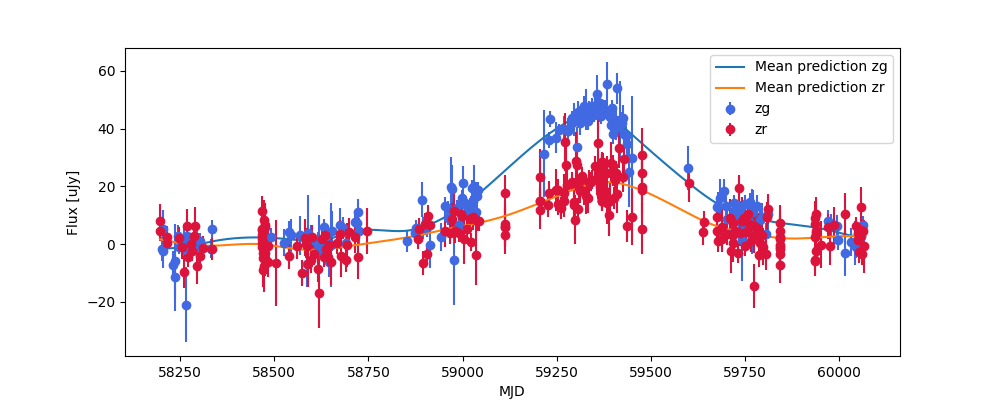 60
40
20
0
−20
Flux [uJy]
58250
58500
58750
59000
59250
59500
59750
60000
MJD
Mean prediction zg
Mean prediction zr
zg
zr